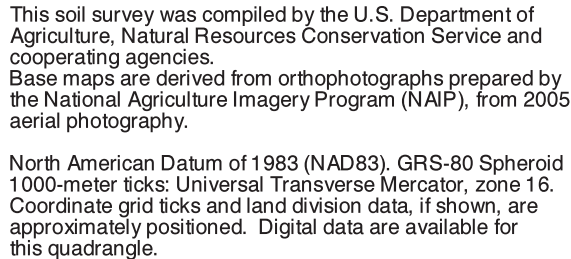 This soil survey was compiled by the U.S. Department of
Agriculture, Natural Resources Conservation Service and
cooperating agencies.
Base maps are derived from orthophotographs prepared by
the National Agriculture Imagery Program (NAIP), from 2005
aerial photography.

North American Datum of 1983 (NAD83). GRS-80 Spheroid
1000-meter ticks: Universal Transverse Mercator, zone 16.
Coordinate grid ticks and land division data, if shown, are
approximately positioned.  Digital data are available for
this quadrangle.